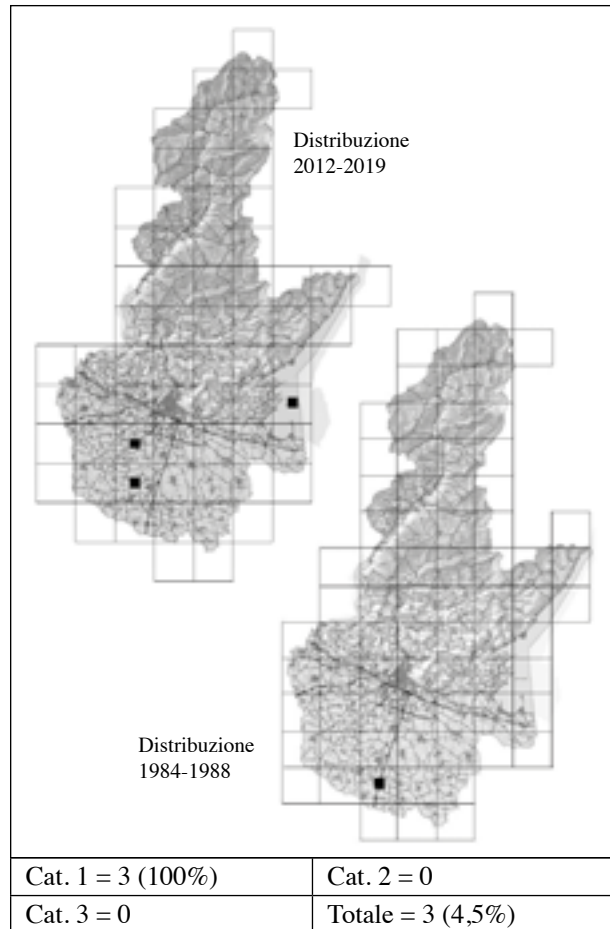 Distribuzione
2012-2019
Distribuzione
1984-1988
Cat. 1 = 3 (100%)
Cat. 2 = 0
Cat. 3 = 0
Totale = 3 (4,5%)